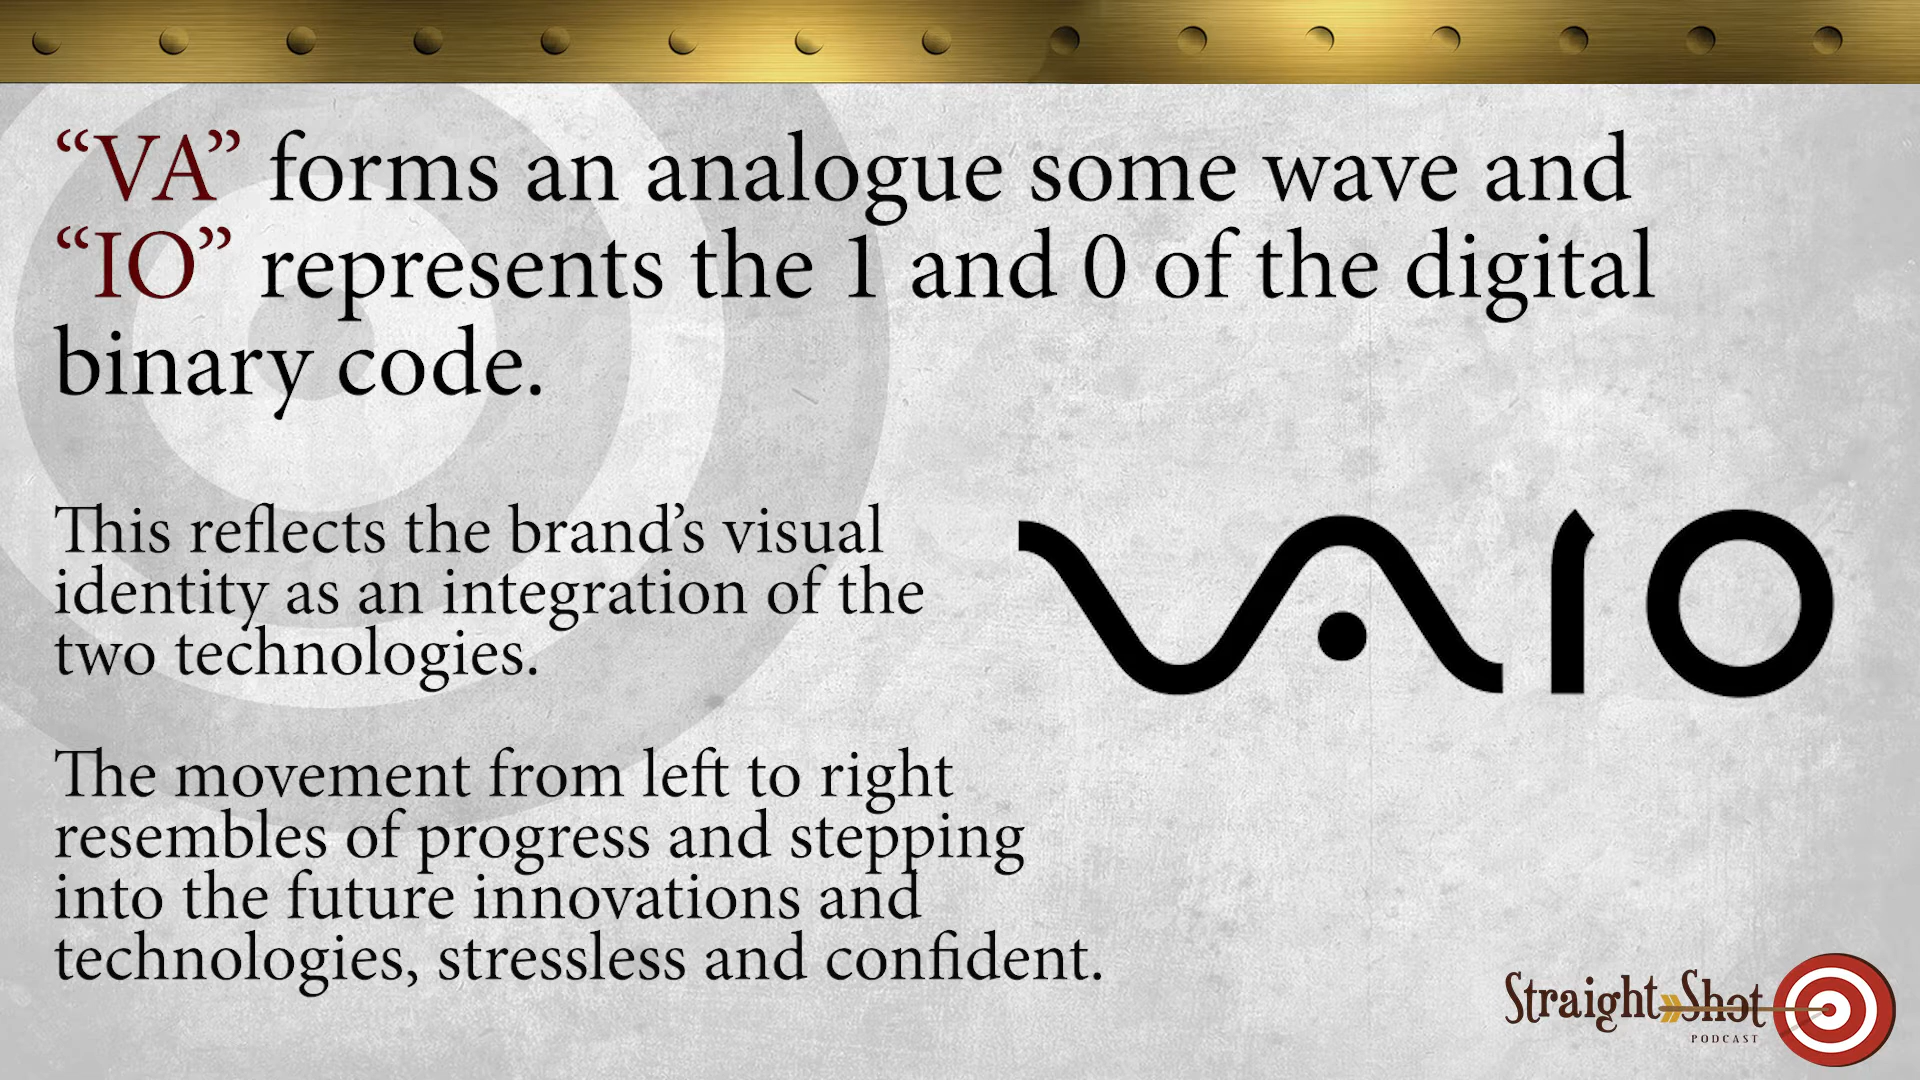 “VA” forms an analogue some wave and
“IO” represents the 1 and 0 of the digital
binary code.
This reflects the brand’s visual
identity as an integration of the
two technologies.
VAIO
The movement from left to right
resembles of progress and stepping
into the future innovations and
technologies, stressless and confident.
Straight Shot
PODCAST